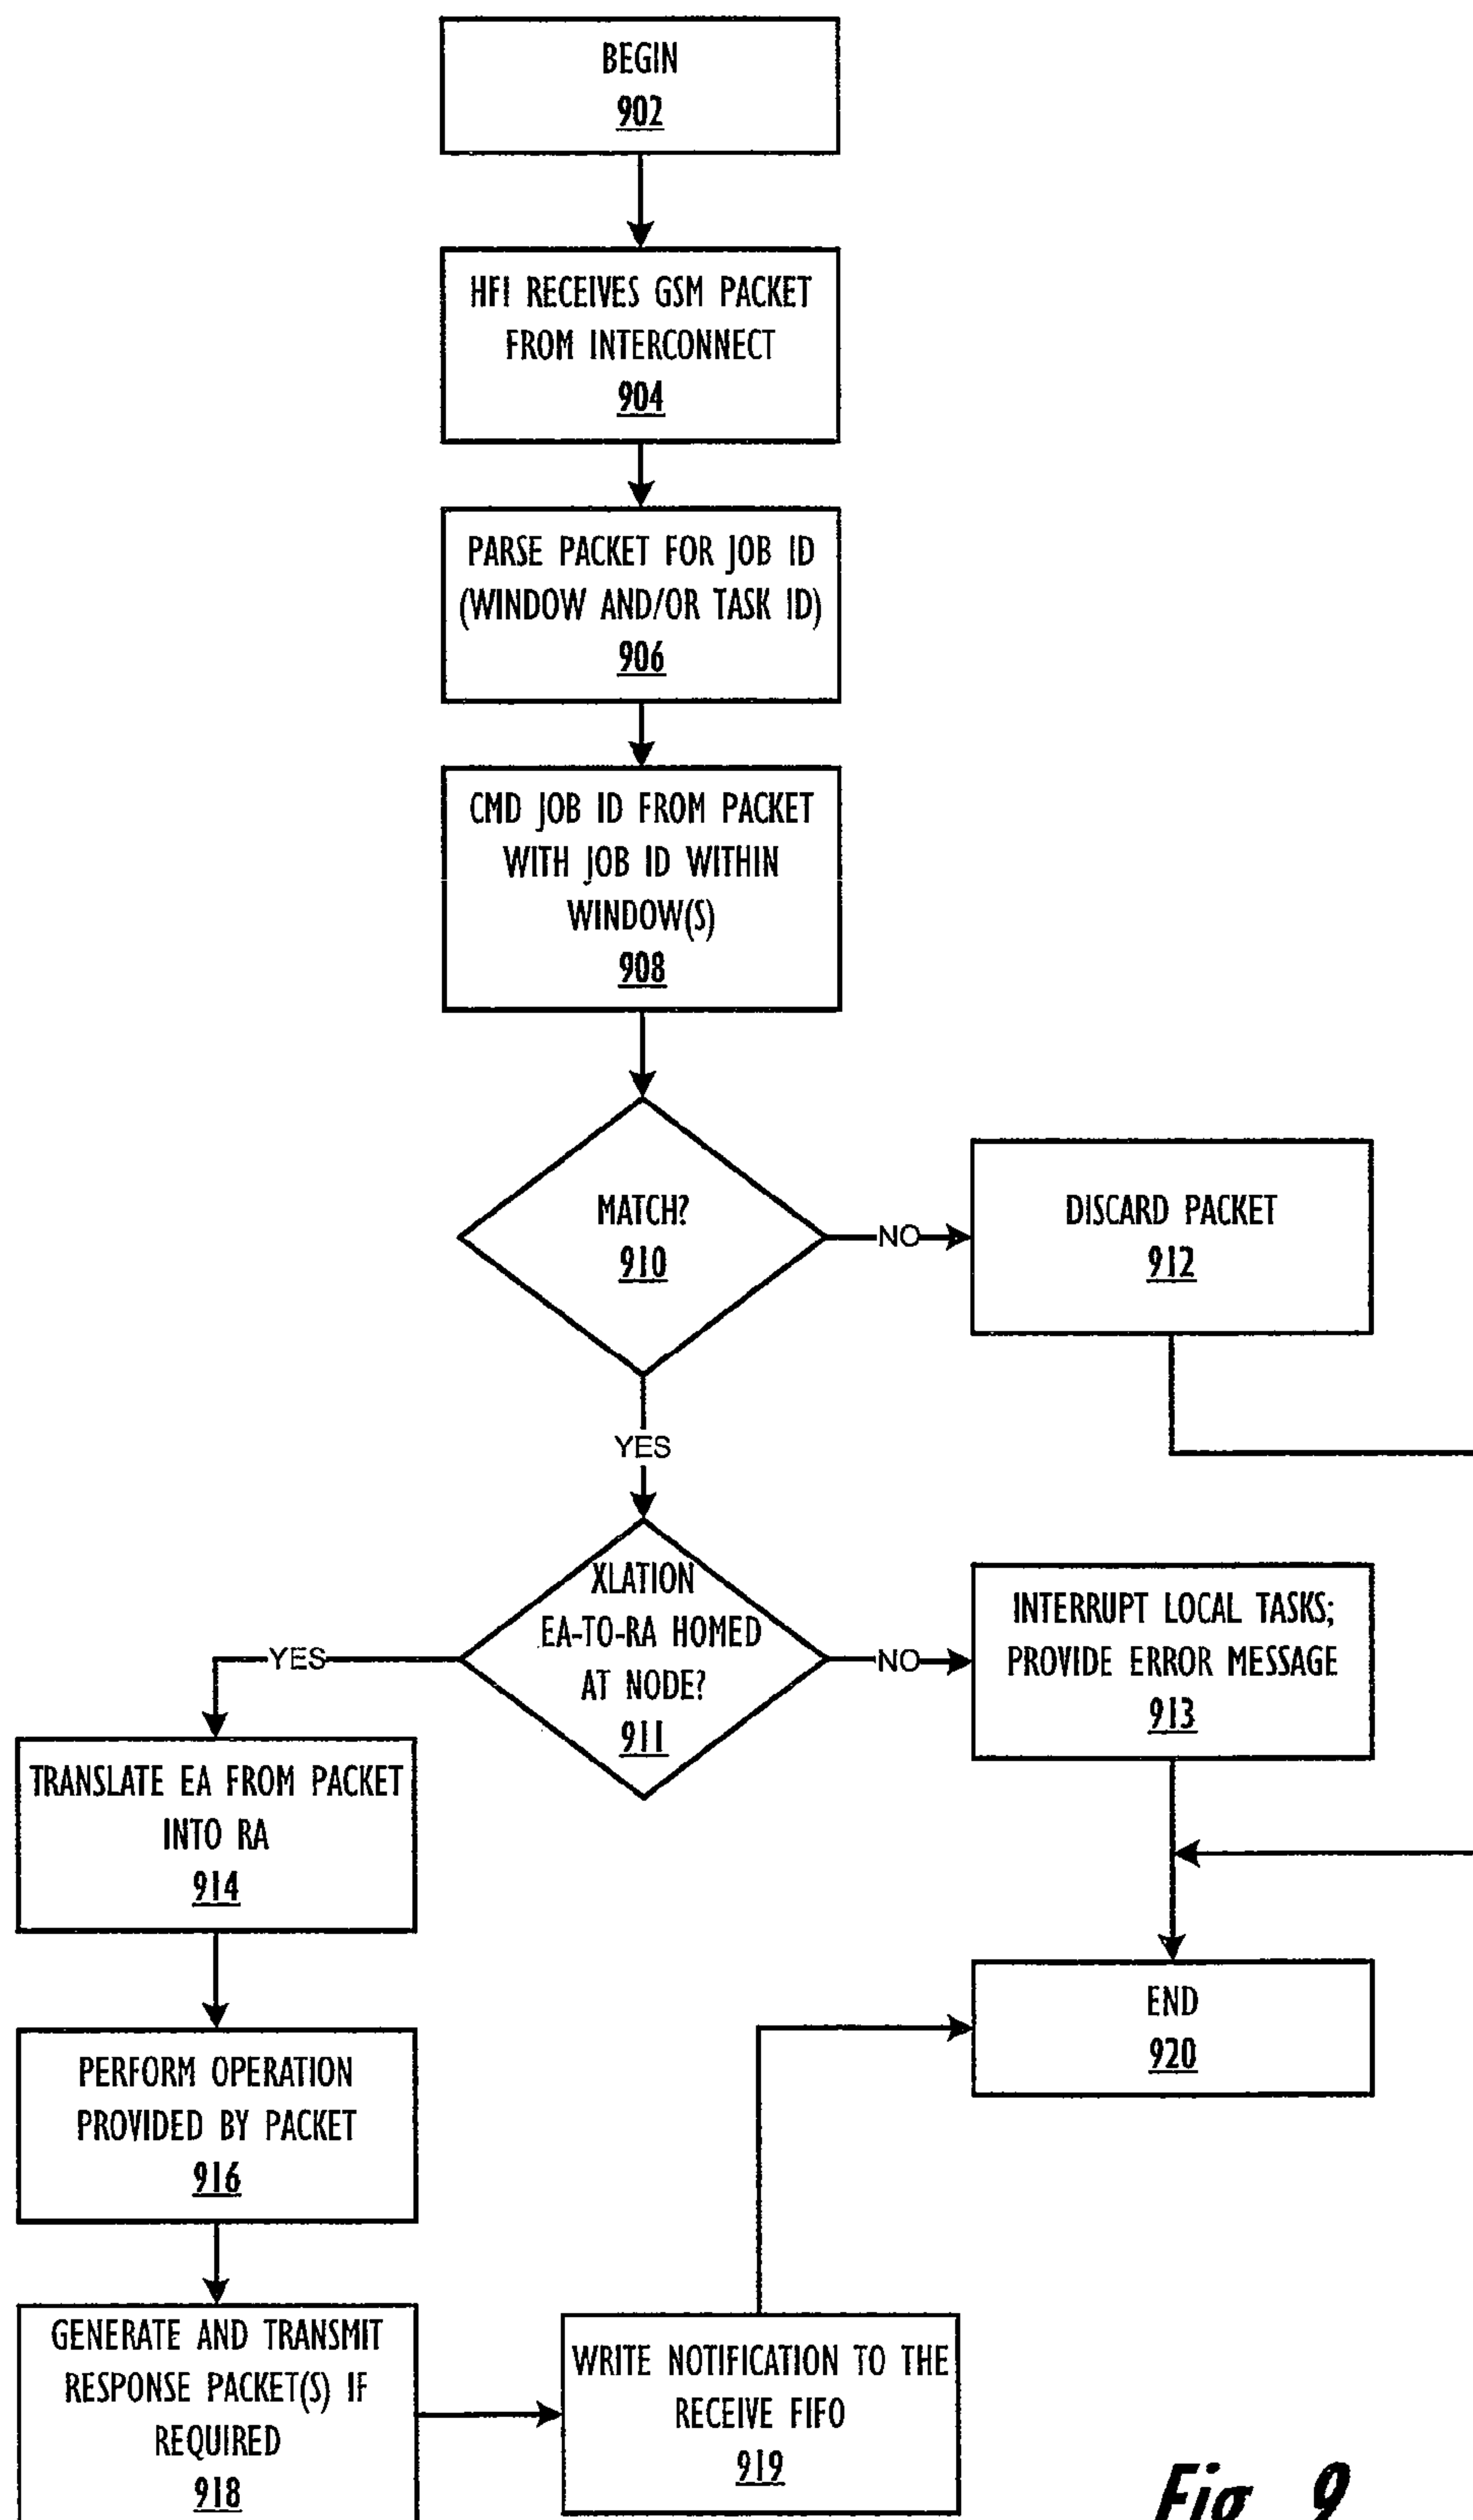 BEGIN
902
HFI RECEIVES GSM PACKET
FROM INTERCONNECT
904
PARSE PACKET FOR JOB ID
(WINDOW AND/OR TASK ID)
906
CMD JOB ID FROM PACKET
WITH JOB ID WITHIN
WINDOW(S)
908
MATCH?
910
NO
DISCARD PACKET
912
YES
XLATION
EA-TO-RA HOMED
AT NODE?
911
NO
INTERRUPT LOCAL TASKS;
PROVIDE ERROR MESSAGE
913
YES
TRANSLATE EA FROM PACKET
INTO RA
914
END
920
PERFORM OPERATION
PROVIDED BY PACKET
916
GENERATE AND TRANSMIT
RESPONSE PACKET(S) IF
REQUIRED
918
WRITE NOTIFICATION TO THE
RECEIVE FIFO
919
Fig. 9